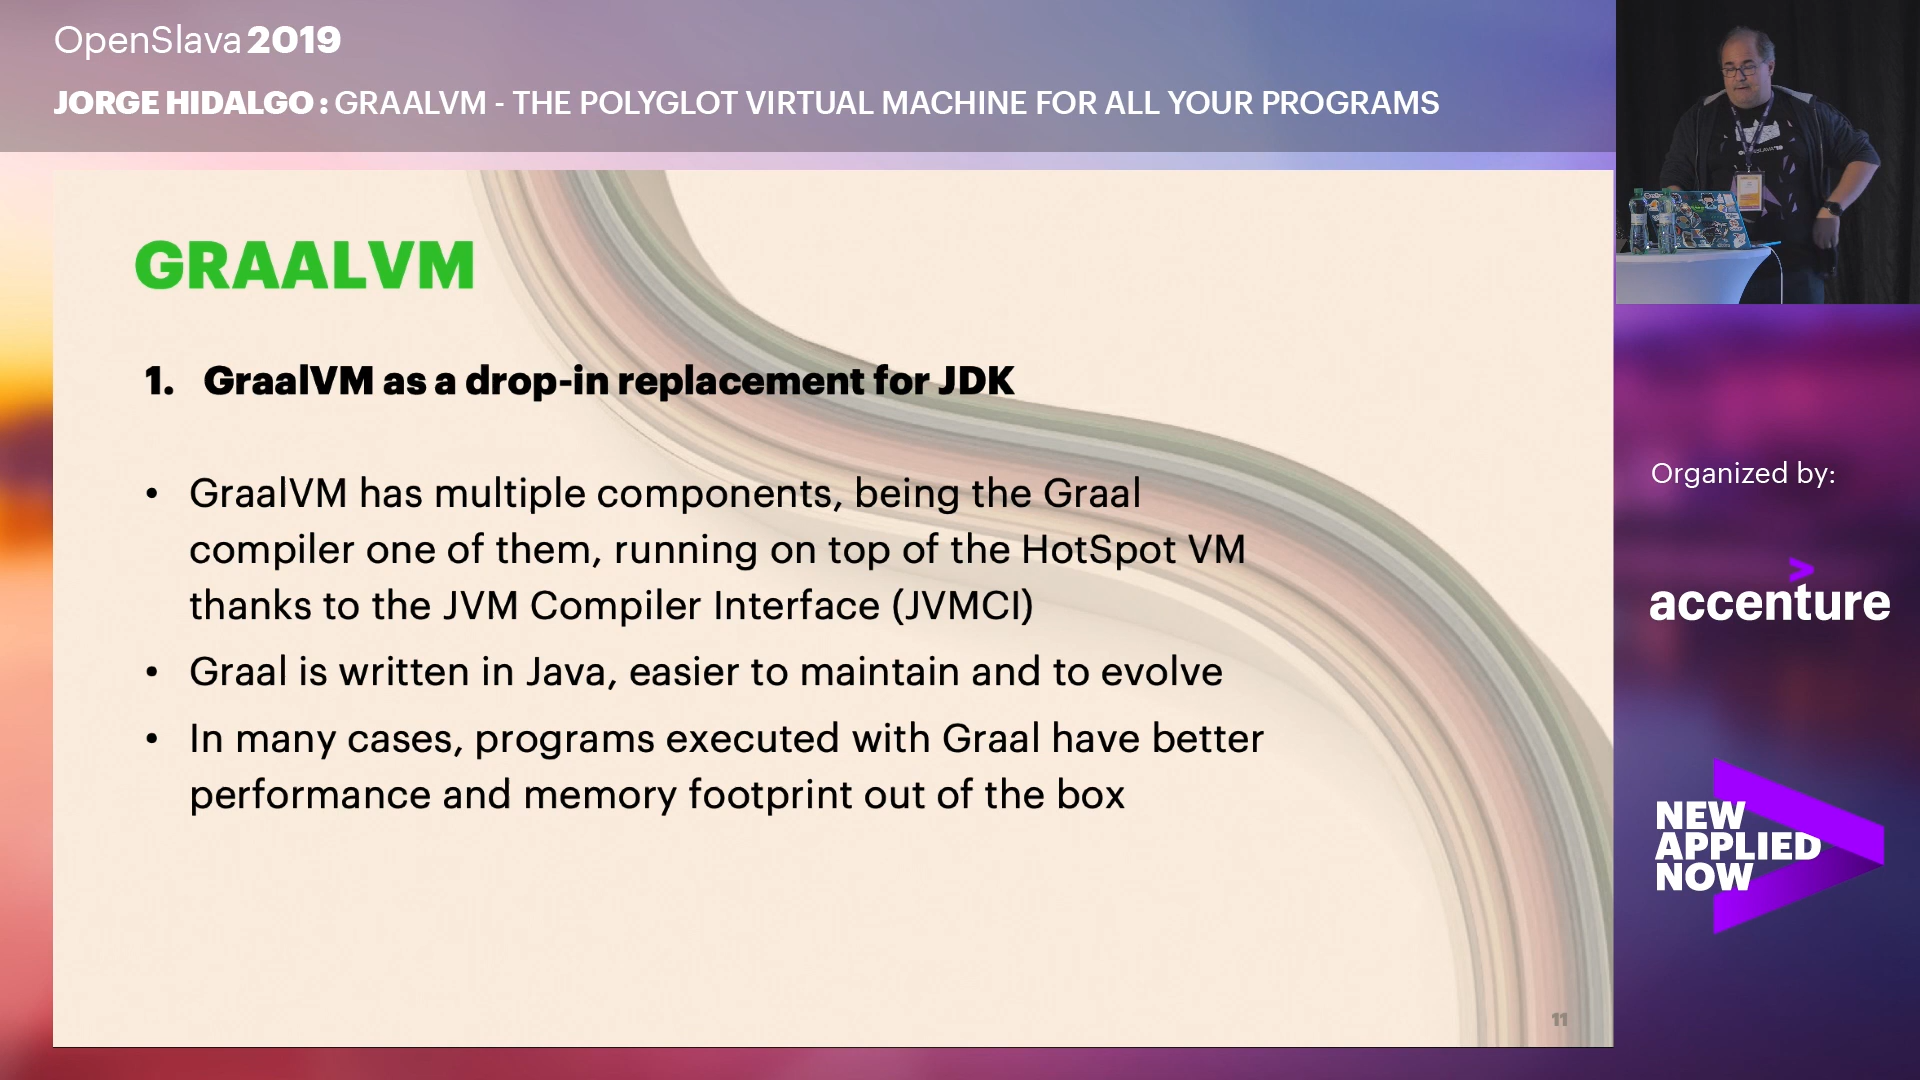 OpenSlava 2019
JORGE HIDALGO : GRAALVM - THE POLYGLOT VIRTUAL MACHINE FOR ALL YOUR PROGRAMS
GRAALVM
1. GraalVM as a drop-in replacement for JDK
• GraalVM has multiple components, being the Graal
compiler one of them, running on top of the HotSpot VM
thanks to the JVM Compiler Interface (JVMCI)
• Graal is written in Java, easier to maintain and to evolve
• In many cases, programs executed with Graal have better
performance and memory footprint out of the box
11
Organized by:
accenture
NEW
APPLIED
NOW